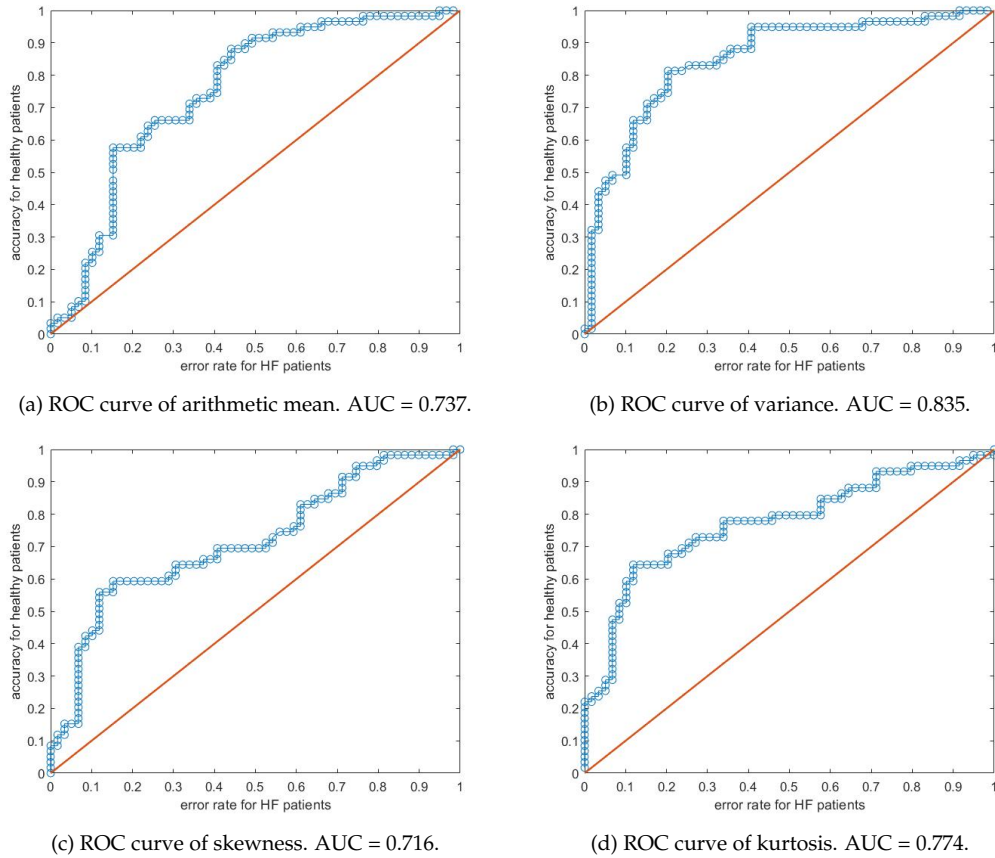 1
0.9
0.8
0.7
0.6
0.5
0.4
0.3
0.2
0.1
0
accuracy for healthy patients
0 0.1 0.2 0.3 0.4 0.5 0.6 0.7 0.8 0.9 1
error rate for HF patients
(a) ROC curve of arithmetic mean. AUC = 0.737.
1
0.9
0.8
0.7
0.6
0.5
0.4
0.3
0.2
0.1
0
accuracy for healthy patients
0 0.1 0.2 0.3 0.4 0.5 0.6 0.7 0.8 0.9 1
error rate for HF patients
(b) ROC curve of variance. AUC = 0.835.
1
0.9
0.8
0.7
0.6
0.5
0.4
0.3
0.2
0.1
0
accuracy for healthy patients
0 0.1 0.2 0.3 0.4 0.5 0.6 0.7 0.8 0.9 1
error rate for HF patients
(c) ROC curve of skewness. AUC = 0.716.
1
0.9
0.8
0.7
0.6
0.5
0.4
0.3
0.2
0.1
0
accuracy for healthy patients
0 0.1 0.2 0.3 0.4 0.5 0.6 0.7 0.8 0.9 1
error rate for HF patients
(d) ROC curve of kurtosis. AUC = 0.774.